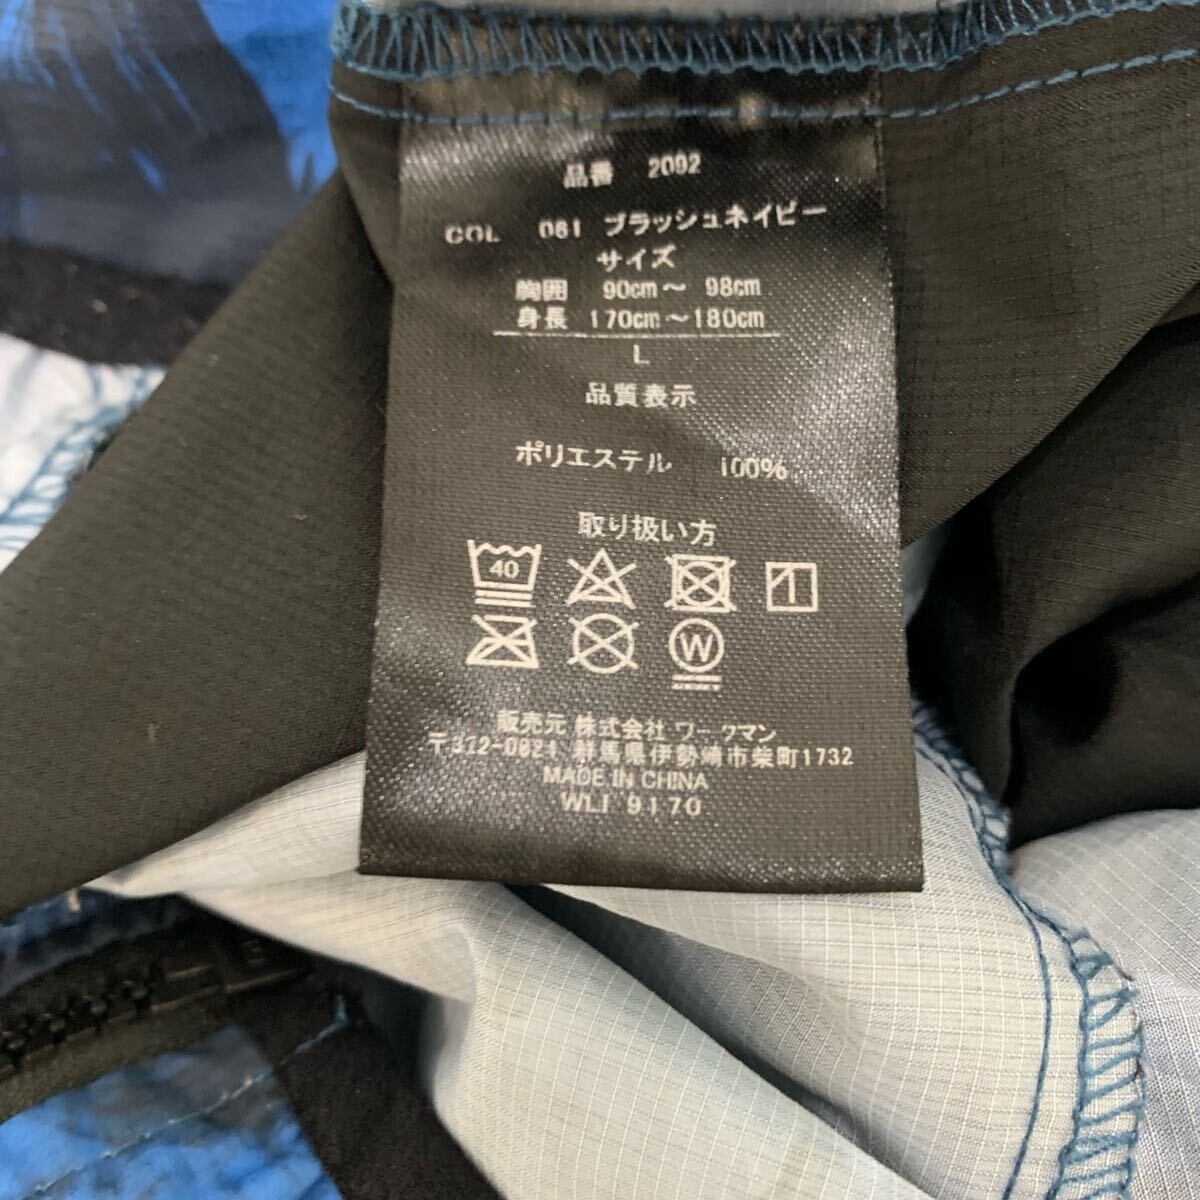 品番 2092
COL 061 ブラッシュネイビー
サイズ
胸囲 90cm～ 98cm
身長 170cm～180cm
L
品質表示
ポリエステル 100%
取り扱い方
40
W
販売元 株式会社 ワークマン
〒372-0824 群馬県伊勢崎市柴町1732
MADE IN CHINA
WLI 9170